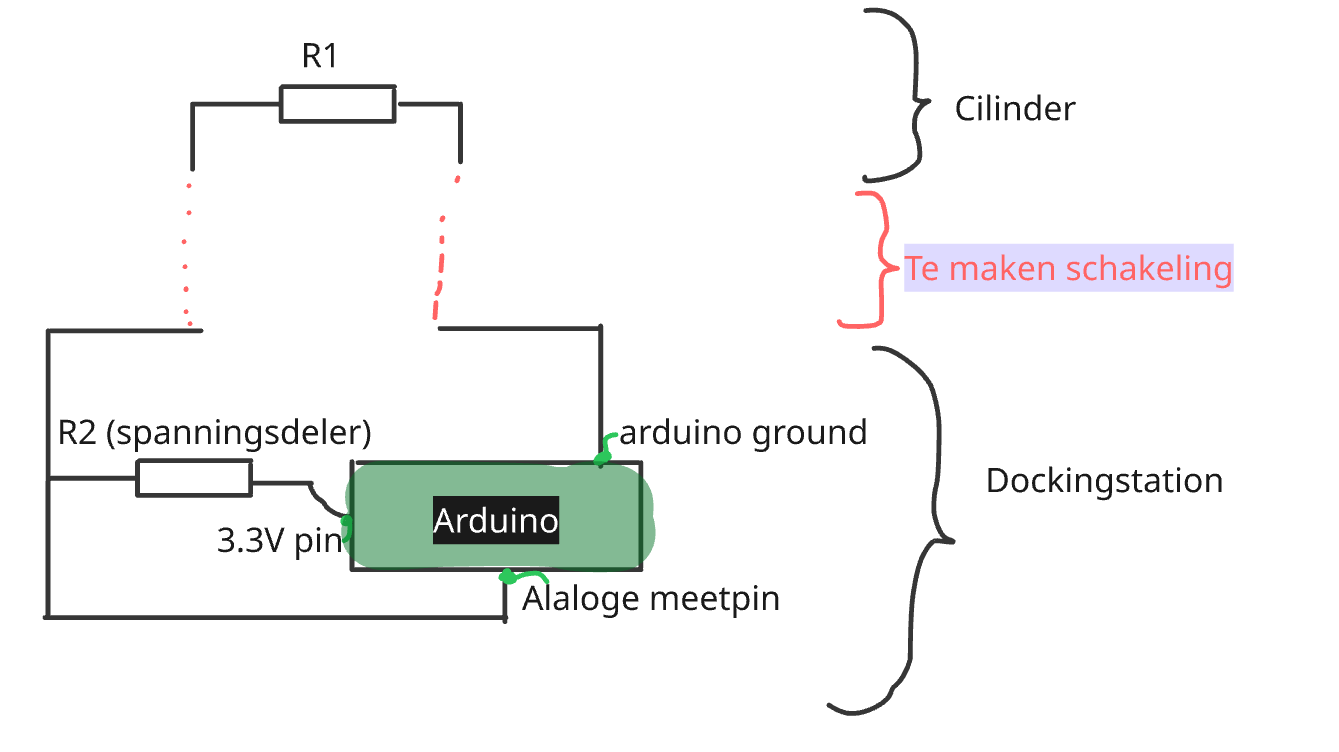 R1
Cilinder
Te maken schakeling
R2 (spanningsdeler)
arduino ground
Dockingstation
Arduino
3.3V pin
Alaloge meetpin